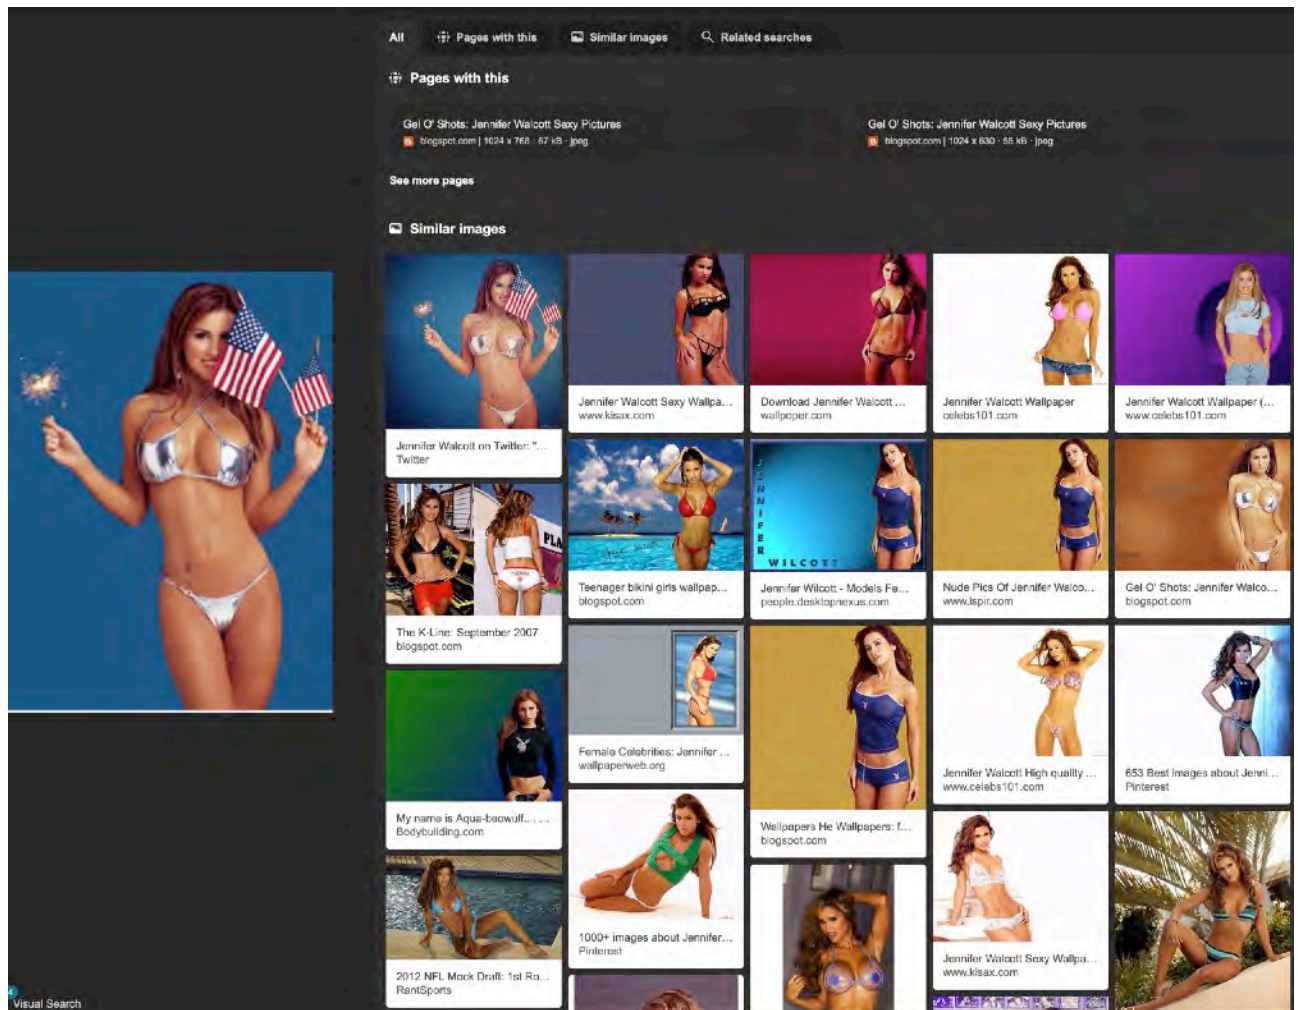 All
Pages with this
Similar images
Related searches
Pages with this
Gel O' Shots: Jennifer Walcott Sexy Pictures
blogspot.com | 1024 x 768 · 67 kB · jpeg
Gel O' Shots: Jennifer Walcott Sexy Pictures
blogspot.com | 1024 x 630 · 55 kB · jpeg
See more pages
Similar images
Jennifer Walcott on Twitter: "...
Twitter
Jennifer Walcott Sexy Wallpa...
www.kisax.com
Download Jennifer Walcott ...
wallpoper.com
Jennifer Walcott Wallpaper
celebs101.com
Jennifer Walcott Wallpaper (...
www.celebs101.com
PLA
The K-Line: September 2007
blogspot.com
Teenager bikini girls wallpap...
blogspot.com
JENNIFER
WILCOTT
Jennifer Wilcott - Models Fe...
people.desktopnexus.com
Nude Pics Of Jennifer Walco...
www.lspir.com
Gel O' Shots: Jennifer Walco...
blogspot.com
My name is Aqua-beowulf..., ...
Bodybuilding.com
Female Celebrities: Jennifer ...
wallpaperweb.org
Wallpapers He Wallpapers: f...
blogspot.com
Jennifer Walcott High quality ...
www.celebs101.com
653 Best images about Jenni...
Pinterest
2012 NFL Mock Draft: 1st Ro...
RantSports
1000+ images about Jennifer...
Pinterest
Jennifer Walcott Sexy Wallpa...
www.kisax.com
Visual Search